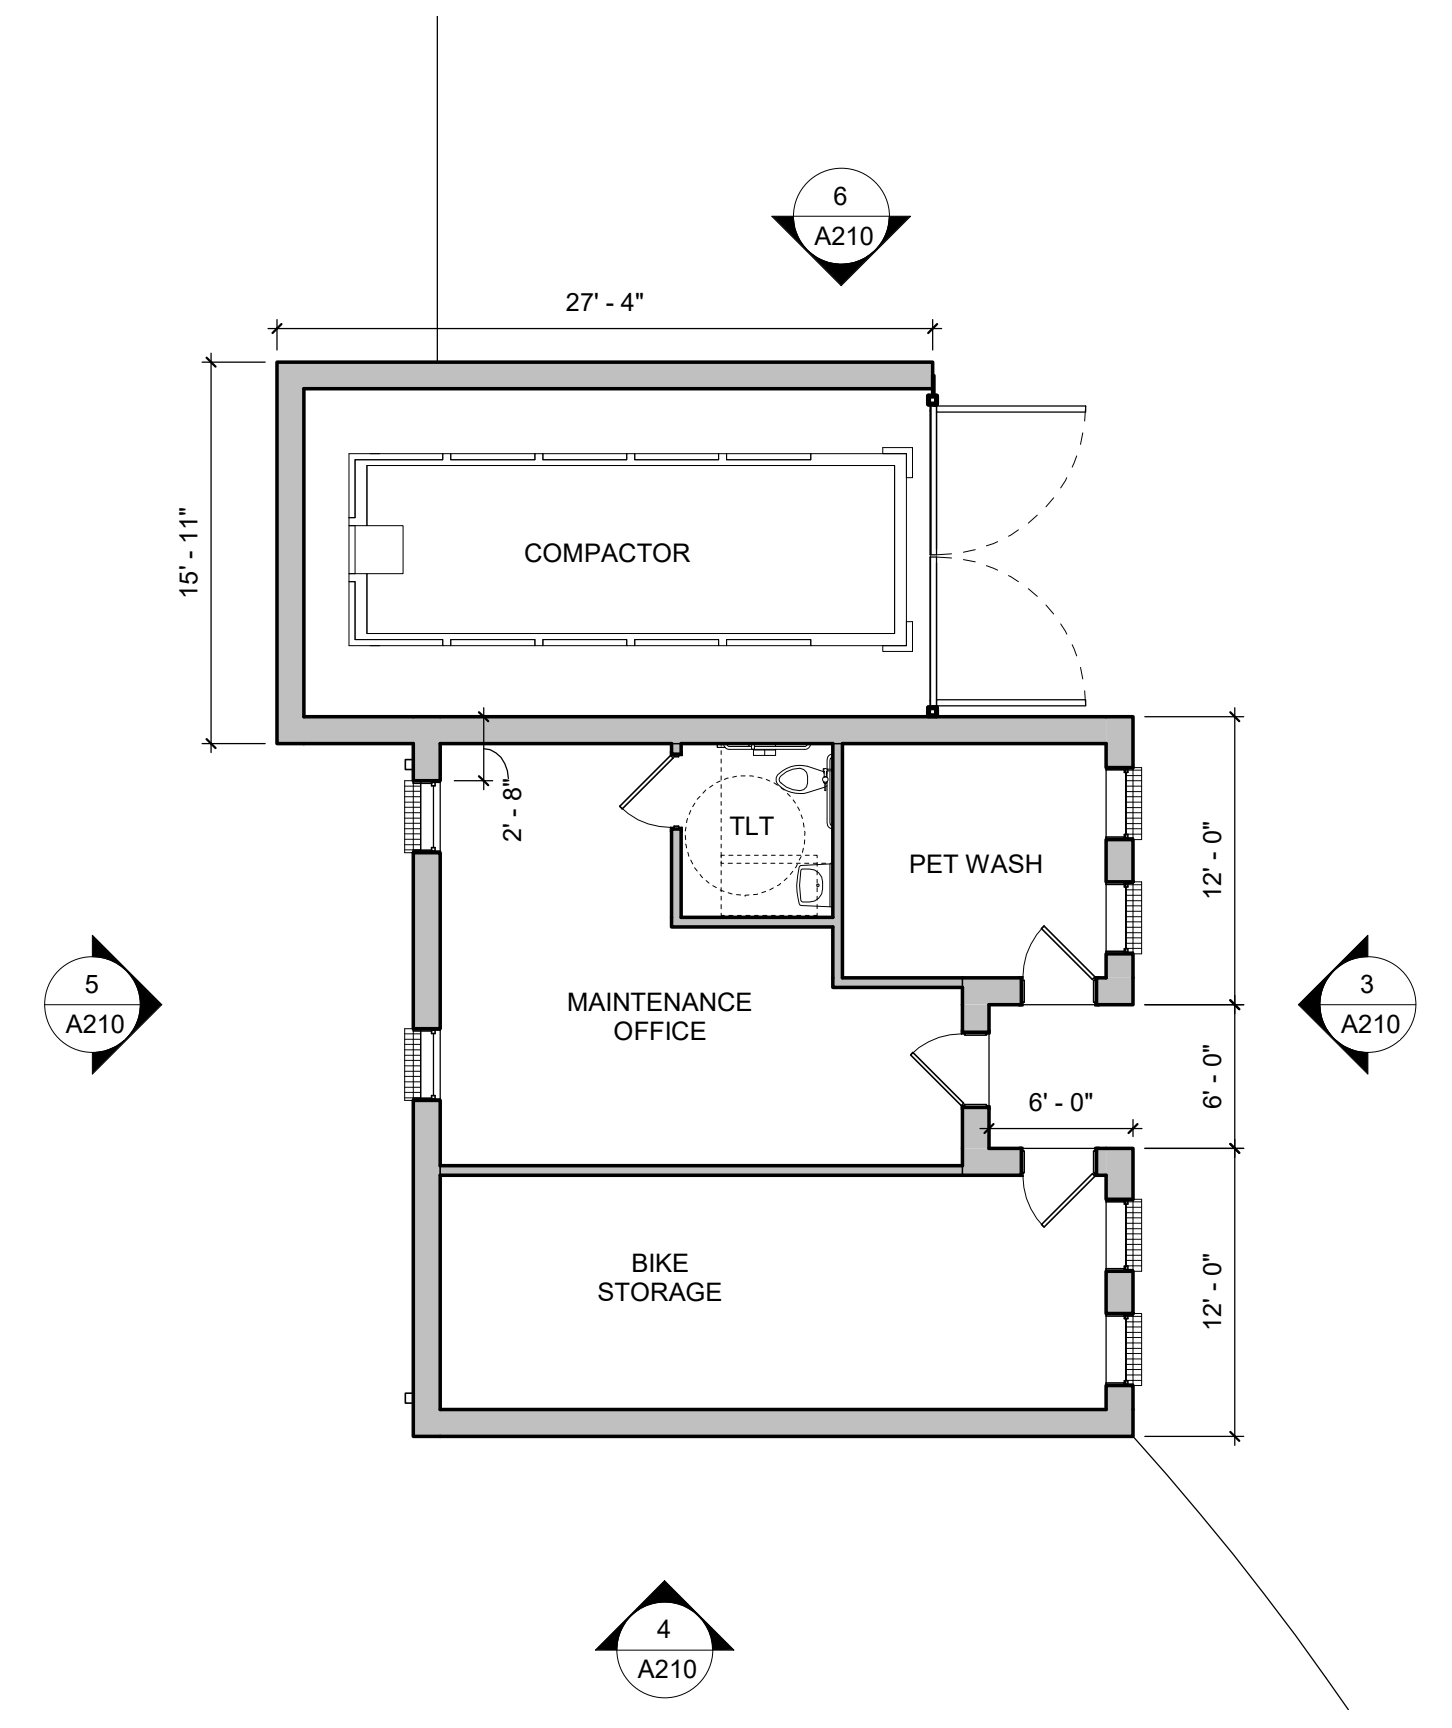 6
A210
27' - 4"
15' - 11"
COMPACTOR
2' - 8"
TLT
PET WASH
12' - 0"
5
A210
MAINTENANCE
OFFICE
3
A210
6' - 0"
6' - 0"
BIKE
STORAGE
12' - 0"
4
A210